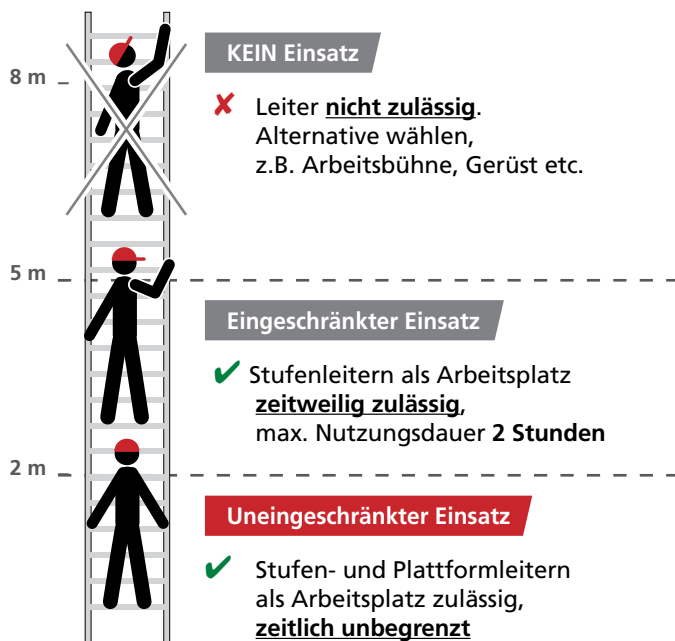 8 m
KEIN Einsatz
✘ Leiter nicht zulässig.
Alternative wählen,
z.B. Arbeitsbühne, Gerüst etc.
5 m
Eingeschränkter Einsatz
✔ Stufenleitern als Arbeitsplatz
zeitweilig zulässig,
max. Nutzungsdauer 2 Stunden
2 m
Uneingeschränkter Einsatz
✔ Stufen- und Plattformleitern
als Arbeitsplatz zulässig,
zeitlich unbegrenzt